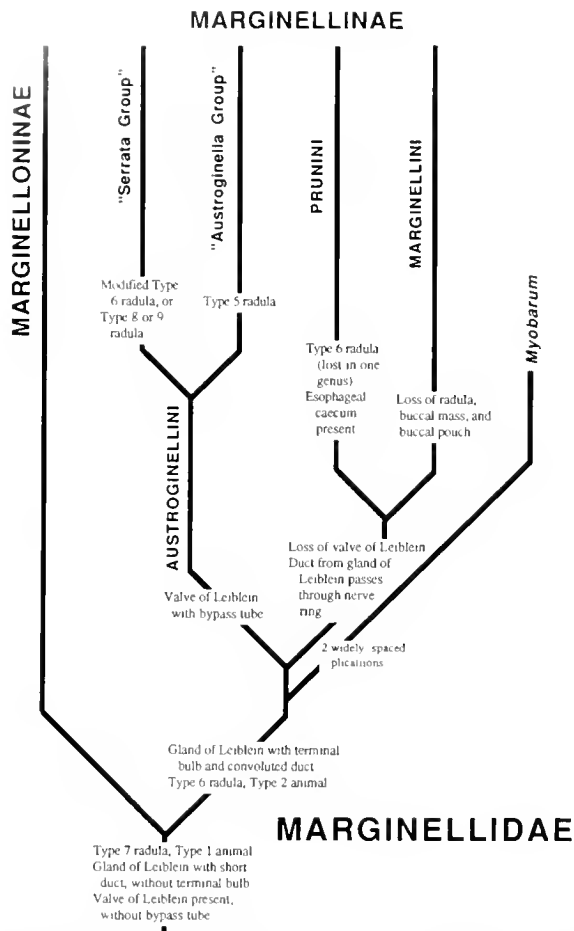 MARGINELLINAE
MARGINELLONINAE
"Serrata Group"
"Austroginella Group"
PRUNINI
MARGINELLINI
Myobarum
Modified Type
6 radula, or
Type 8 or 9
radula
Type 5 radula
Type 6 radula
(lost in one
genus)
Esophageal
caecum
present
Loss of radula,
buccal mass, and
buccal pouch
AUSTROGINELLINI
Valve of Leiblein
with bypass tube
Loss of valve of Leiblein
Duct from gland of
Leiblein passes
through nerve
ring
2 widely spaced
plications
Gland of Leiblein with terminal
bulb and convoluted duct
Type 6 radula, Type 2 animal
MARGINELLIDAE
Type 7 radula, Type 1 animal
Gland of Leiblein with short
duct, without terminal bulb
Valve of Leiblein present,
without bypass tube